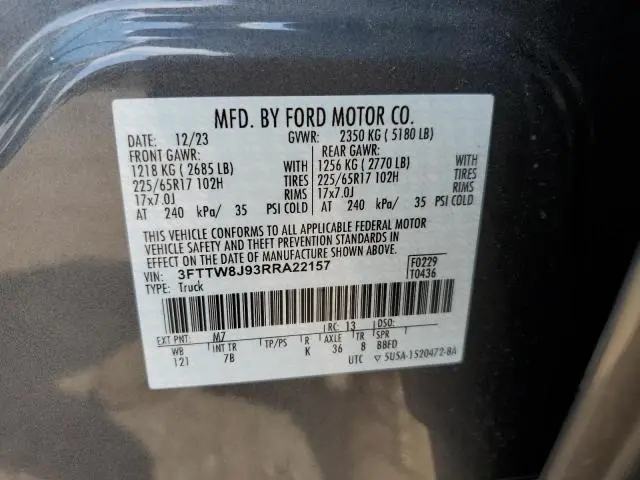 MFD. BY FORD MOTOR CO.
DATE: 12/23 GVWR: 2350 KG ( 5180 LB)
FRONT GAWR: REAR GAWR:
1218 KG ( 2685 LB) WITH 1256 KG ( 2770 LB) WITH
225/65R17 102H TIRES 225/65R17 102H TIRES
17x7.0J RIMS 17x7.0J RIMS
AT 240 kPa/ 35 PSI COLD AT 240 kPa/ 35 PSI COLD
THIS VEHICLE CONFORMS TO ALL APPLICABLE FEDERAL MOTOR
VEHICLE SAFETY AND THEFT PREVENTION STANDARDS IN
EFFECT ON THE DATE OF MANUFACTURE SHOWN ABOVE.
VIN: 3FTTW8J93RRA22157 F0229
TYPE: Truck T0436
EXT PNT: M7 RC: 13 DSO:
WB INT TR TP/PS R AXLE TR SPR
121 7B K 36 8 BBFD
UTC ▽ 5U5A-1520472-BA